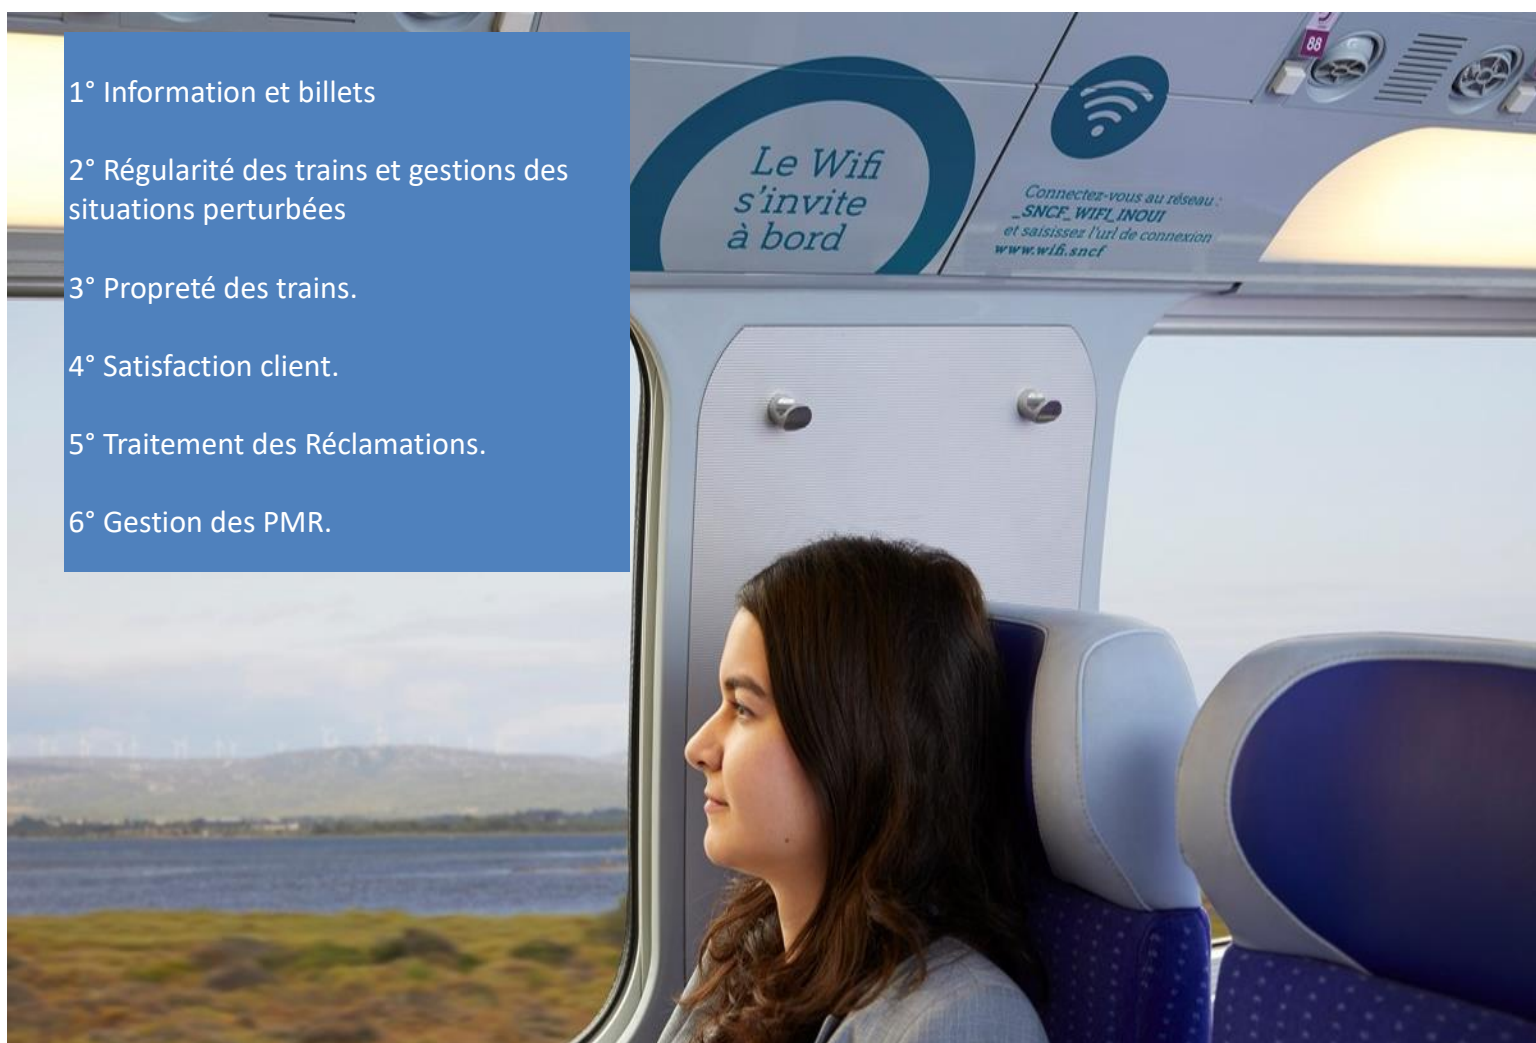 1° Information et billets
2° Régularité des trains et gestions des
situations perturbées
3° Propreté des trains.
4° Satisfaction client.
5° Traitement des Réclamations.
6° Gestion des PMR.
Le Wifi
s'invite
à bord
Connectez-vous au réseau :
_SNCF_WIFI_INOUI
et saisissez l'url de connexion
www.wifi.sncf
88